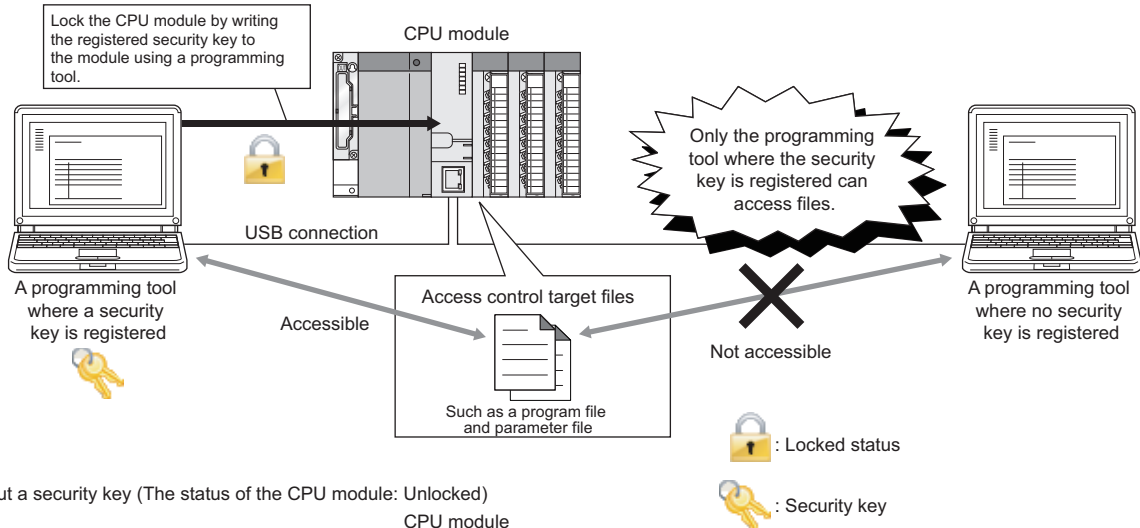 Lock the CPU module by writing
the registered security key to
the module using a programming
tool.
CPU module
Only the programming
tool where the security
key is registered can
access files.
USB connection
A programming tool
where a security
key is registered
Accessible
Access control target files
Such as a program file
and parameter file
Not accessible
A programming tool
where no security
key is registered
: Locked status
: Security key
ut a security key (The status of the CPU module: Unlocked)
CPU module